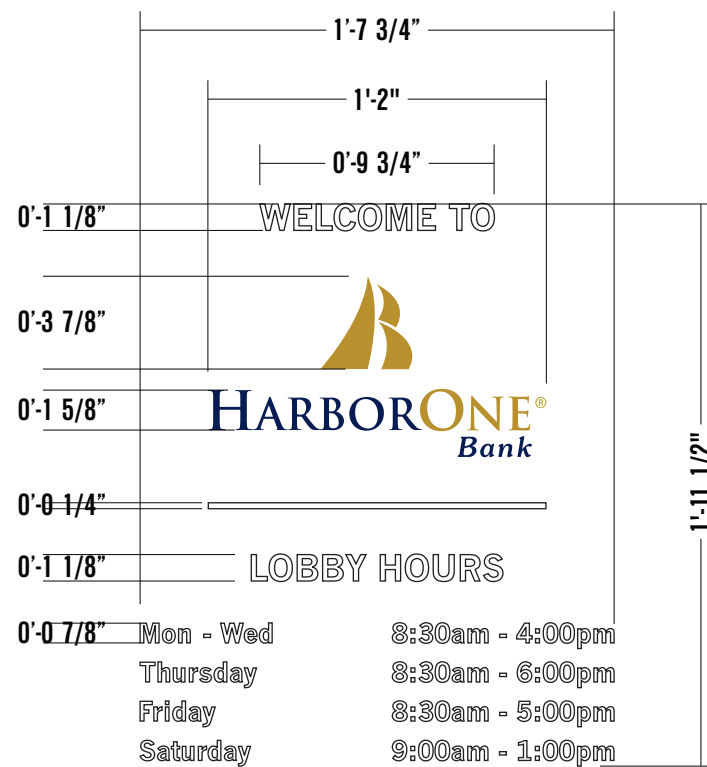 1'-7 3/4"
1'-2"
0'-9 3/4"
0'-1 1/8" WELCOME TO
0'-3 7/8"
0'-1 5/8" HARBORONE®
Bank
1'-11 1/2"
0'-0 1/4"
0'-1 1/8" LOBBY HOURS
0'-0 7/8" Mon - Wed 8:30am - 4:00pm
Thursday 8:30am - 6:00pm
Friday 8:30am - 5:00pm
Saturday 9:00am - 1:00pm